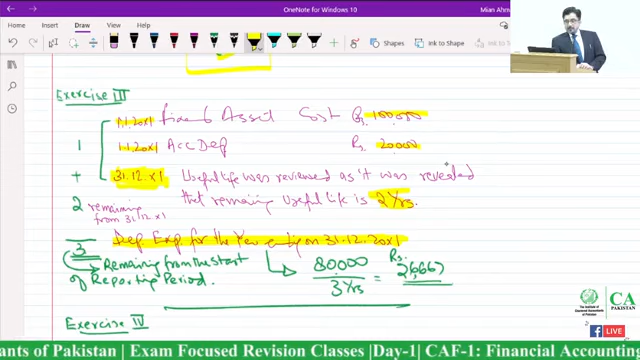 OneNote for Windows 10
Mian Ahm
Home
Insert
Draw
View
Shapes
Ink to Shape
Exercise III
1.1.20x1 Fixed Asset Cost Rs. 100,000
1 1.1.20x1 Acc Dep Rs. 20000
+ 31.12.x1 Useful life was reviewed as it was revealed
2 remaining from 31.12.x1 that remaining useful life is 2 Yrs.
3 Dep Exp. for the Year ending on 31.12.20x1
Remaining from the start of Reporting Period.
80000 / 3 Yrs = Rs. 26,667
Exercise IV
CA
PAKISTAN
LIVE
ants of Pakistan | Exam Focused Revision Classes |Day-1| CAF-1: Financial Accounting